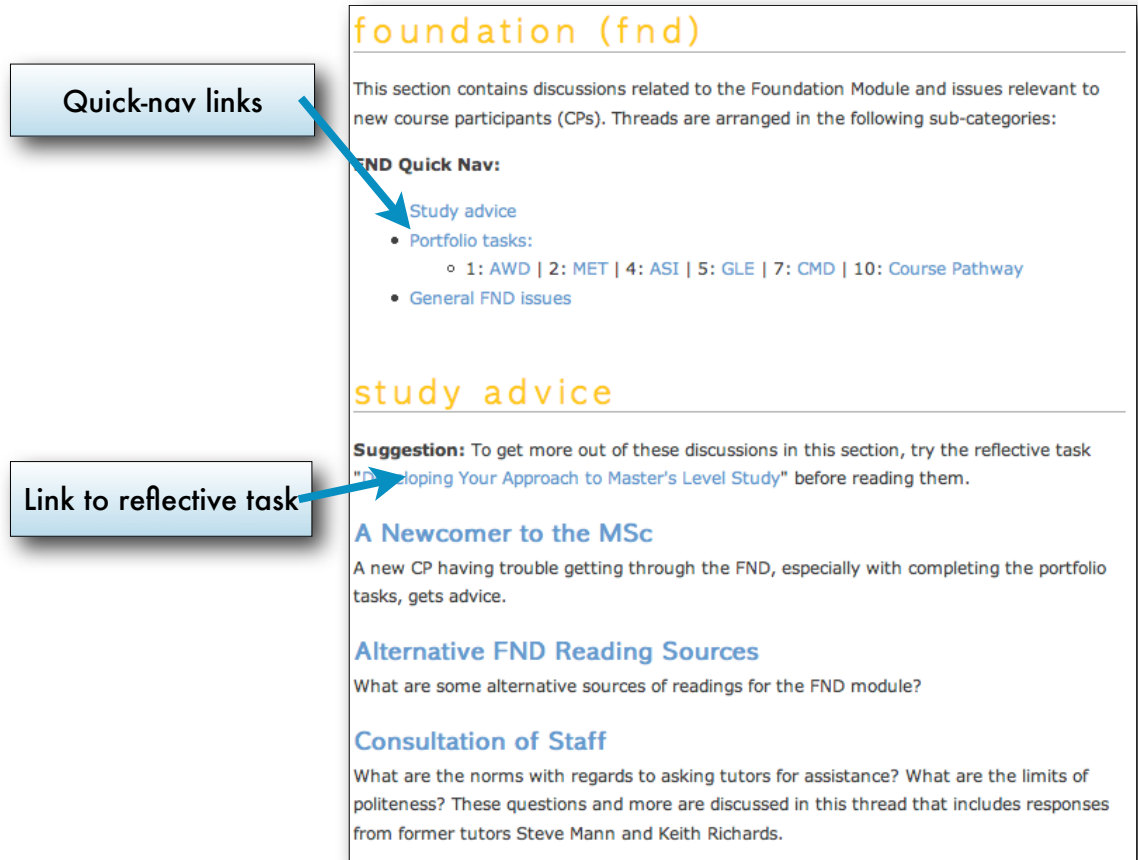 foundation (fnd)
Quick-nav links
This section contains discussions related to the Foundation Module and issues relevant to
new course participants (CPs). Threads are arranged in the following sub-categories:
FND Quick Nav:
Study advice
• Portfolio tasks:
◦ 1: AWD | 2: MET | 4: ASI | 5: GLE | 7: CMD | 10: Course Pathway
• General FND issues
study advice
Suggestion: To get more out of these discussions in this section, try the reflective task
"Developing Your Approach to Master's Level Study" before reading them.
Link to reflective task
A Newcomer to the MSc
A new CP having trouble getting through the FND, especially with completing the portfolio
tasks, gets advice.
Alternative FND Reading Sources
What are some alternative sources of readings for the FND module?
Consultation of Staff
What are the norms with regards to asking tutors for assistance? What are the limits of
politeness? These questions and more are discussed in this thread that includes responses
from former tutors Steve Mann and Keith Richards.